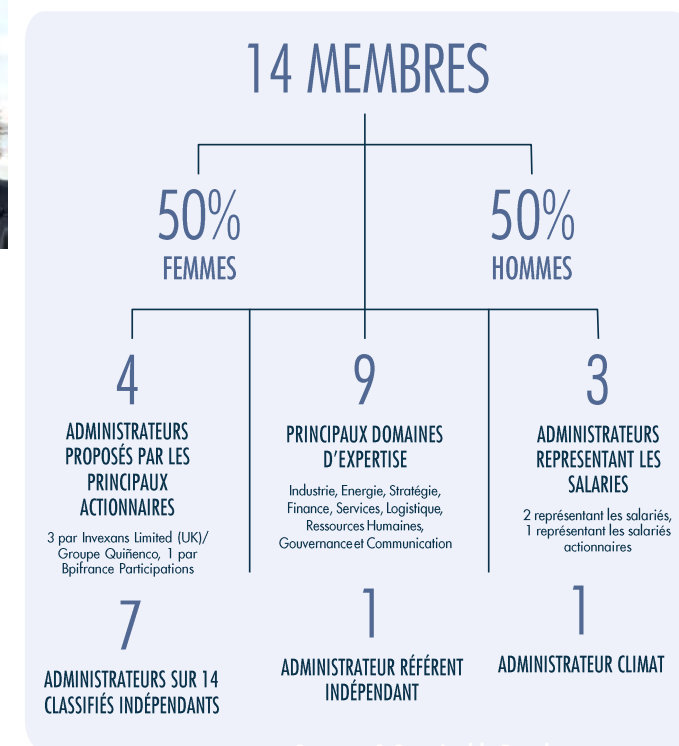 14 MEMBRES
50%
FEMMES
50%
HOMMES
4
ADMINISTRATEURS
PROPOSÉS PAR LES
PRINCIPAUX
ACTIONNAIRES
3 par Invexans Limited (UK)/
Groupe Quiñenco, 1 par
Bpifrance Participations
9
PRINCIPAUX DOMAINES
D'EXPERTISE
Industrie, Energie, Stratégie,
Finance, Services, Logistique,
Ressources Humaines,
Gouvernance et Communication
3
ADMINISTRATEURS
REPRESENTANT LES
SALARIES
2 représentant les salariés,
1 représentant les salariés
actionnaires
7
ADMINISTRATEURS SUR 14
CLASSIFIÉS INDÉPENDANTS
1
ADMINISTRATEUR RÉFÉRENT
INDÉPENDANT
1
ADMINISTRATEUR CLIMAT